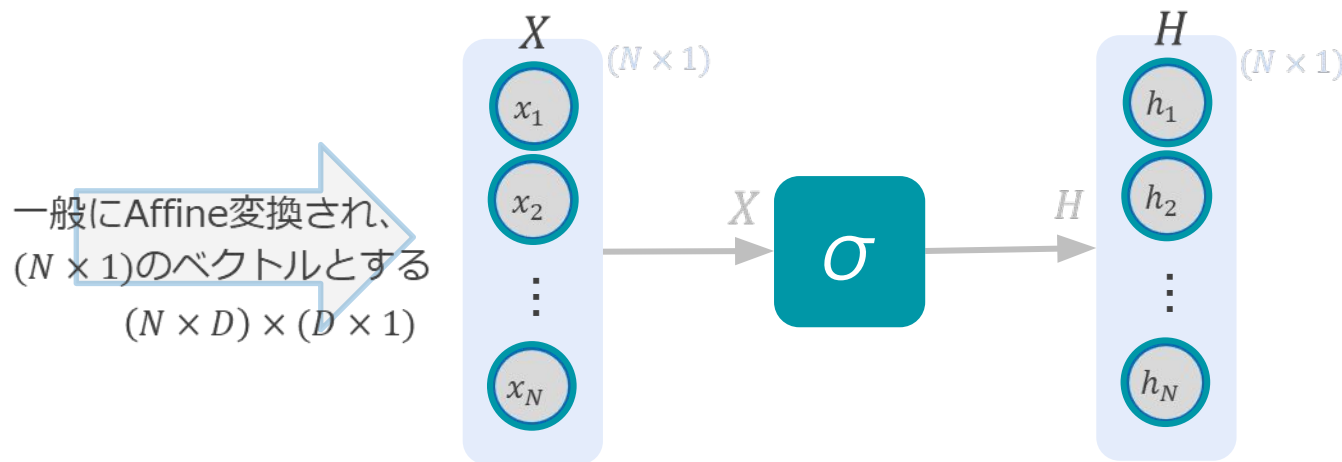 X
(N × 1)
x₁
x₂
⋮
x_N
一般にAffine変換され、
(N × 1)のベクトルとする
(N × D) × (D × 1)
X
σ
H
H
(N × 1)
h₁
h₂
⋮
h_N